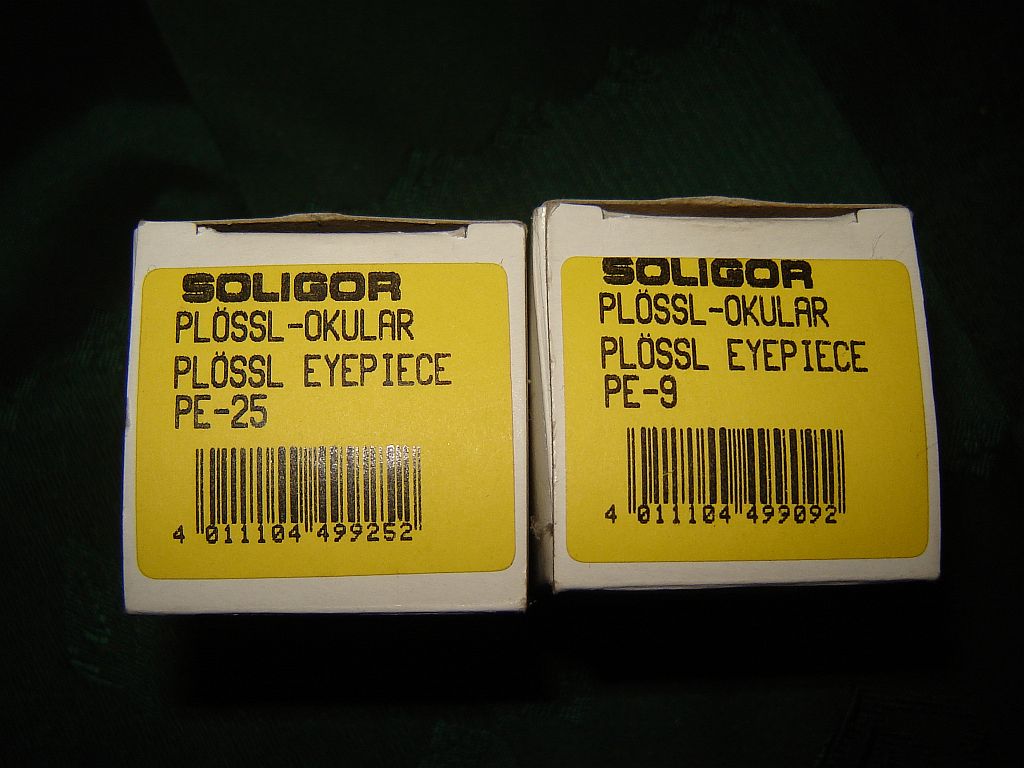 SOLIGOR
PLÖSSL-OKULAR
PLÖSSL EYEPIECE
PE-25
4 011104 499252
SOLIGOR
PLÖSSL-OKULAR
PLÖSSL EYEPIECE
PE-9
4 011104 499092